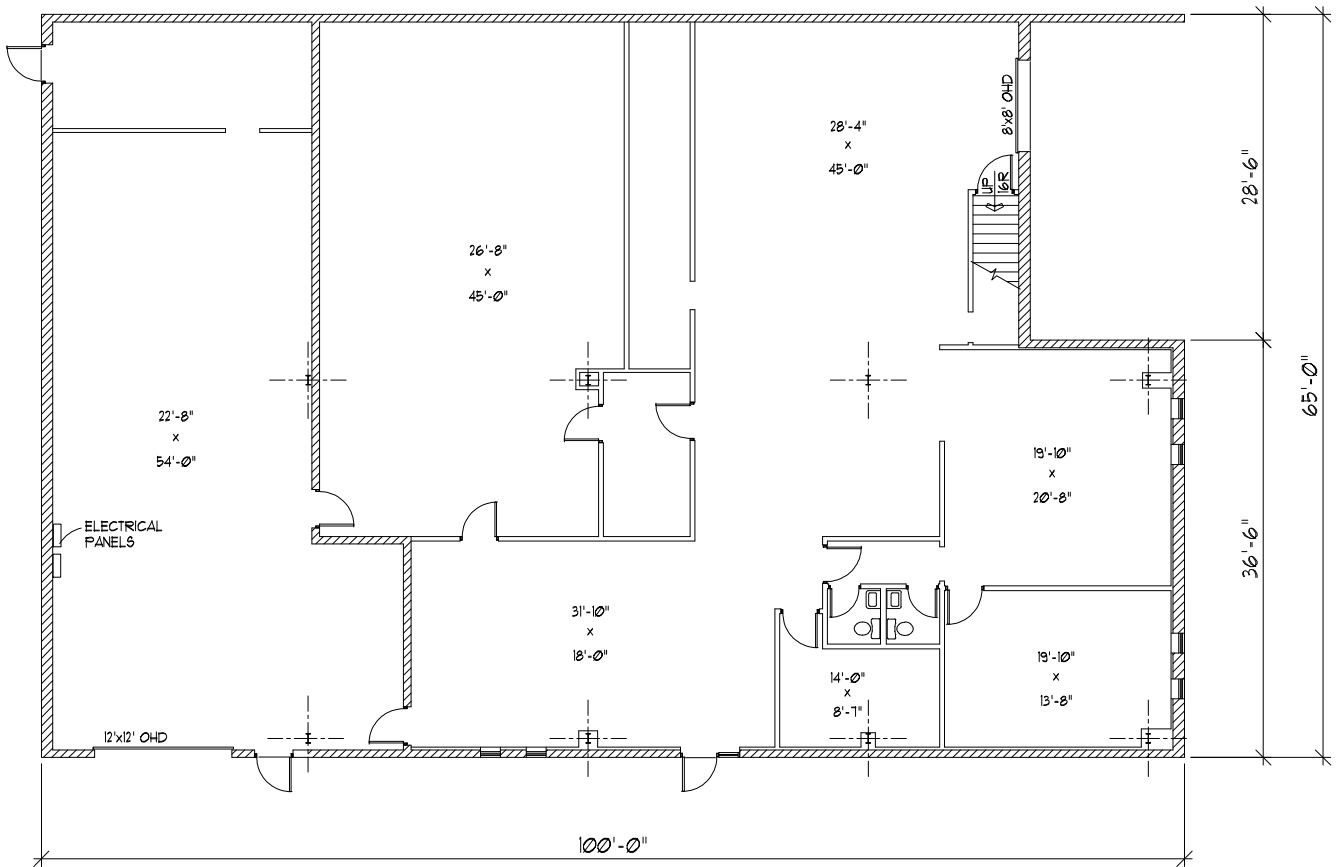 28'-4"
x
45'-0"
8'x8' OHD
UP
16R
28'-6"
26'-8"
x
45'-0"
65'-0"
22'-8"
x
54'-0"
19'-10"
x
20'-8"
ELECTRICAL
PANELS
36'-6"
31'-10"
x
18'-0"
14'-0"
x
8'-7"
19'-10"
x
13'-8"
12'x12' OHD
100'-0"